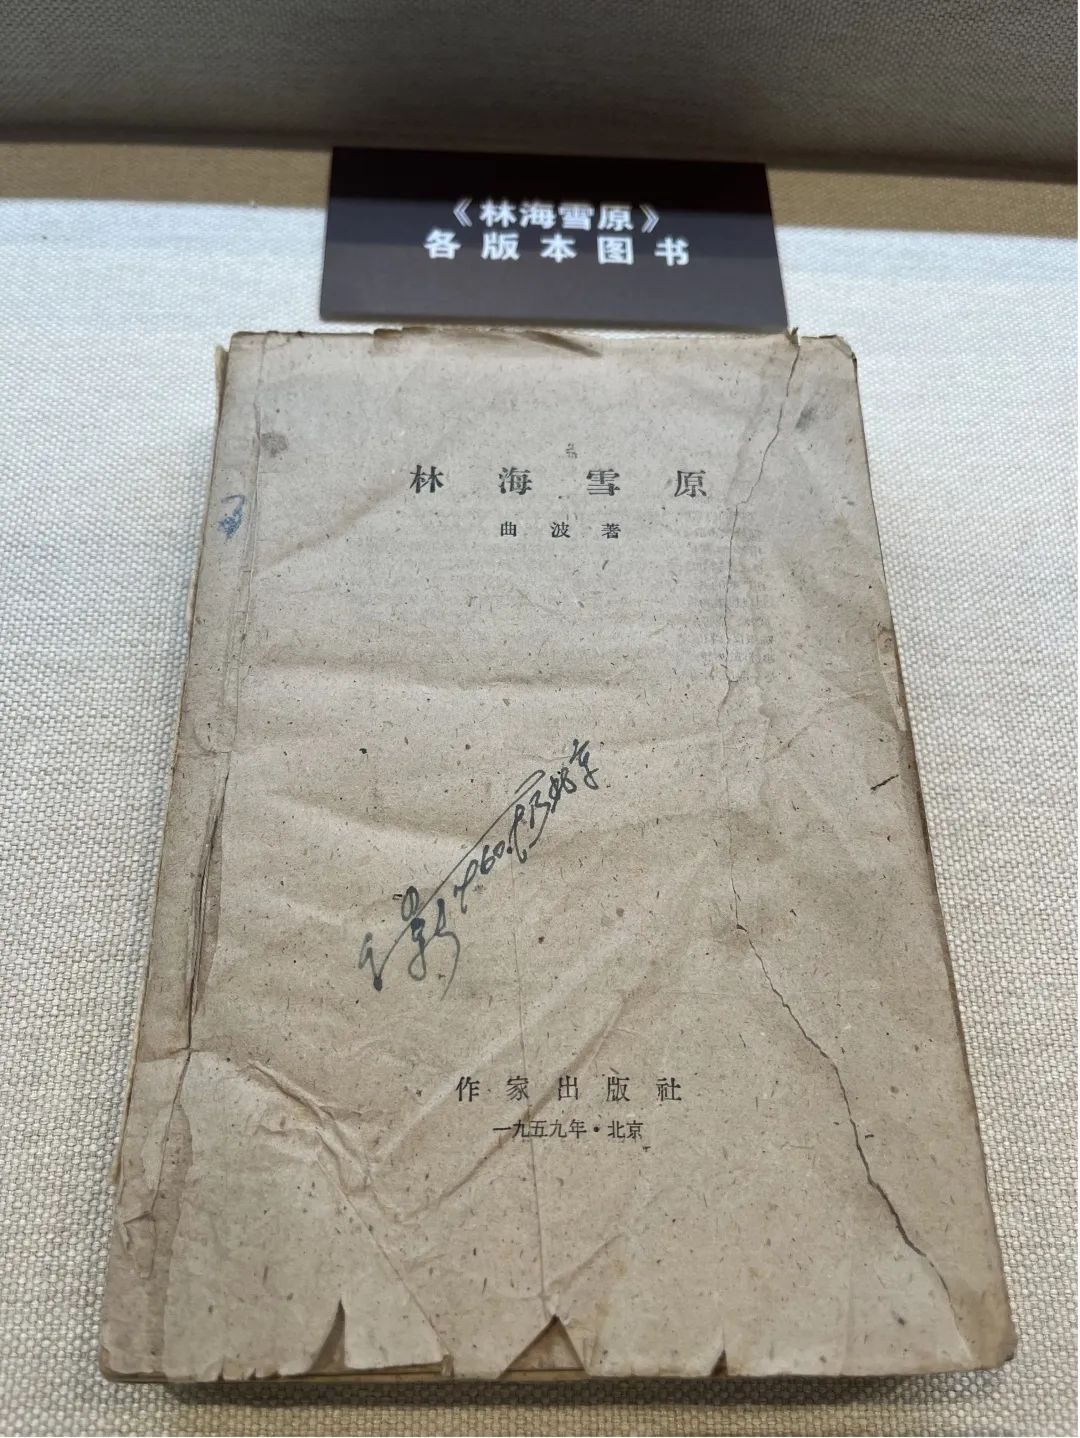 《林海雪原》
各版本图书
林海雪原
曲波著
作家出版社
一九五九年·北京